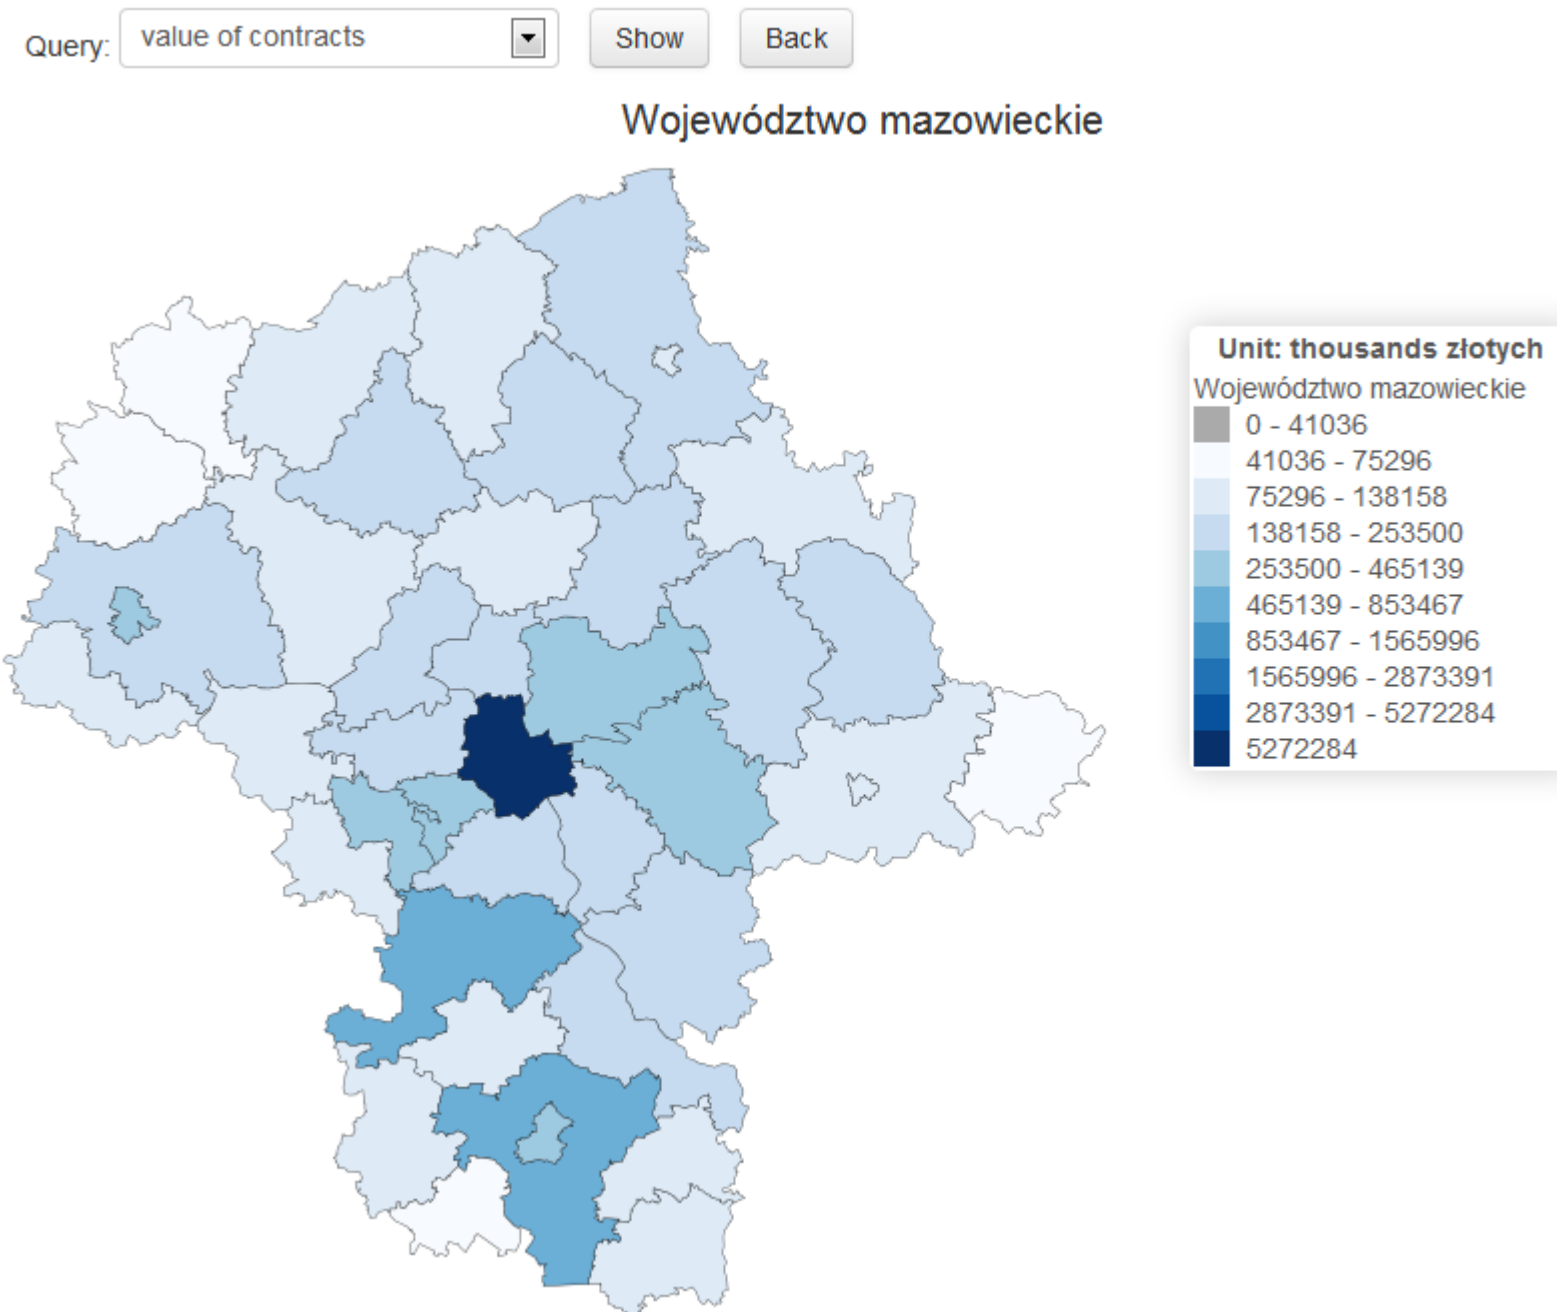 Query: value of contracts Show Back
Województwo mazowieckie
Unit: thousands złotych
Województwo mazowieckie
0 - 41036
41036 - 75296
75296 - 138158
138158 - 253500
253500 - 465139
465139 - 853467
853467 - 1565996
1565996 - 2873391
2873391 - 5272284
5272284